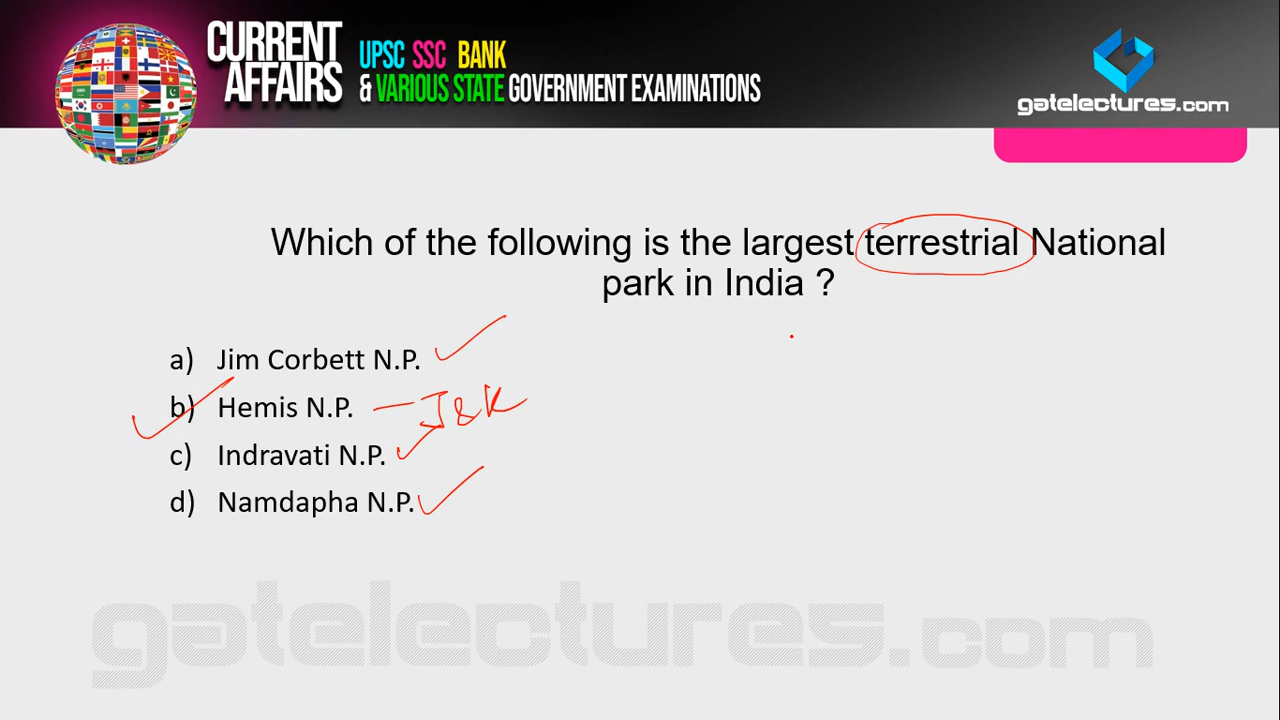 CURRENT
AFFAIRS
UPSC SSC BANK
& VARIOUS STATE GOVERNMENT EXAMINATIONS
gatelectures.com
Which of the following is the largest terrestrial National
park in India ?
a) Jim Corbett N.P.
b) Hemis N.P. — J&K
c) Indravati N.P.
d) Namdapha N.P.
gatelectures.com